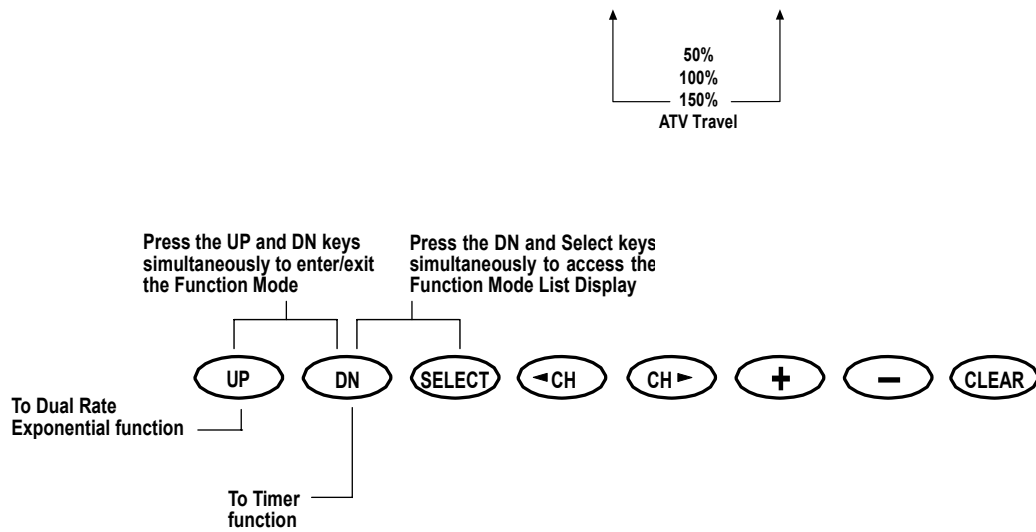 50%
100%
150%
ATV Travel
Press the UP and DN keys
simultaneously to enter/exit
the Function Mode
Press the DN and Select keys
simultaneously to access the
Function Mode List Display
UP
DN
SELECT
◄CH
CH►
+
−
CLEAR
To Dual Rate
Exponential function
To Timer
function